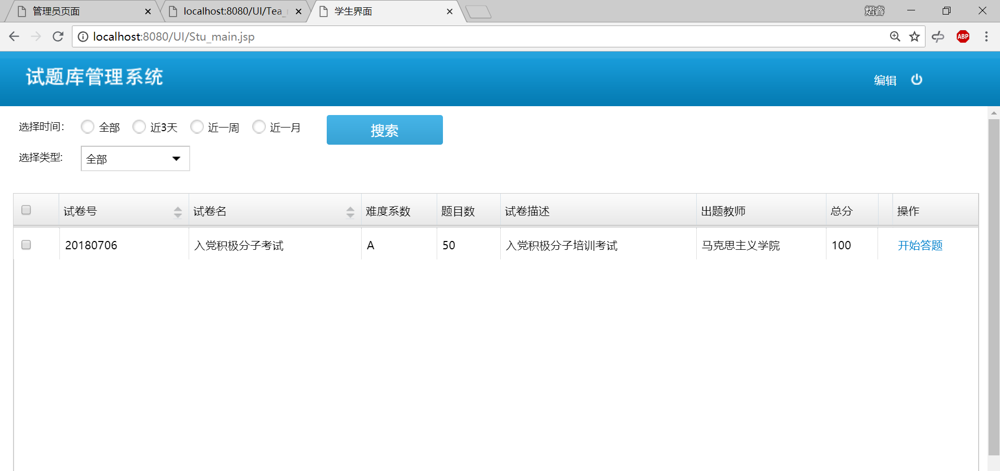 管理员页面
localhost:8080/UI/Tea_
学生界面
熠睿
localhost:8080/UI/Stu_main.jsp
ABP
试题库管理系统
编辑
选择时间： 全部 近3天 近一周 近一月 搜索
选择类型: 全部
试卷号 试卷名 难度系数 题目数 试卷描述 出题教师 总分 操作
20180706 入党积极分子考试 A 50 入党积极分子培训考试 马克思主义学院 100 开始答题